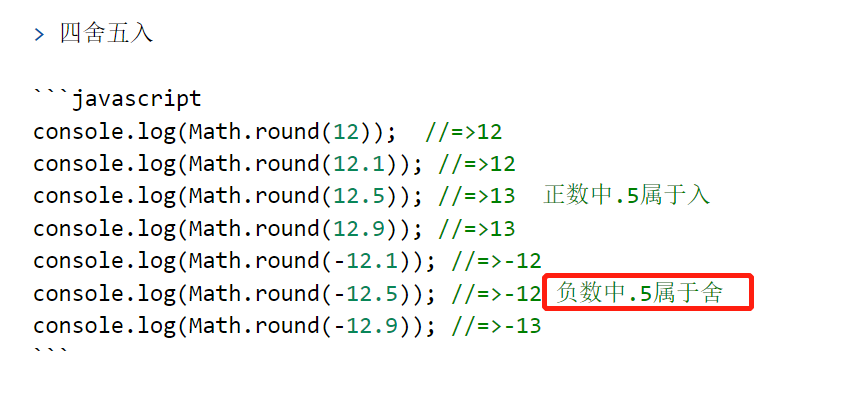 > 四舍五入
```javascript
console.log(Math.round(12));  //=>12
console.log(Math.round(12.1)); //=>12
console.log(Math.round(12.5)); //=>13  正数中.5属于入
console.log(Math.round(12.9)); //=>13
console.log(Math.round(-12.1)); //=>-12
console.log(Math.round(-12.5)); //=>-12 负数中.5属于舍
console.log(Math.round(-12.9)); //=>-13
```